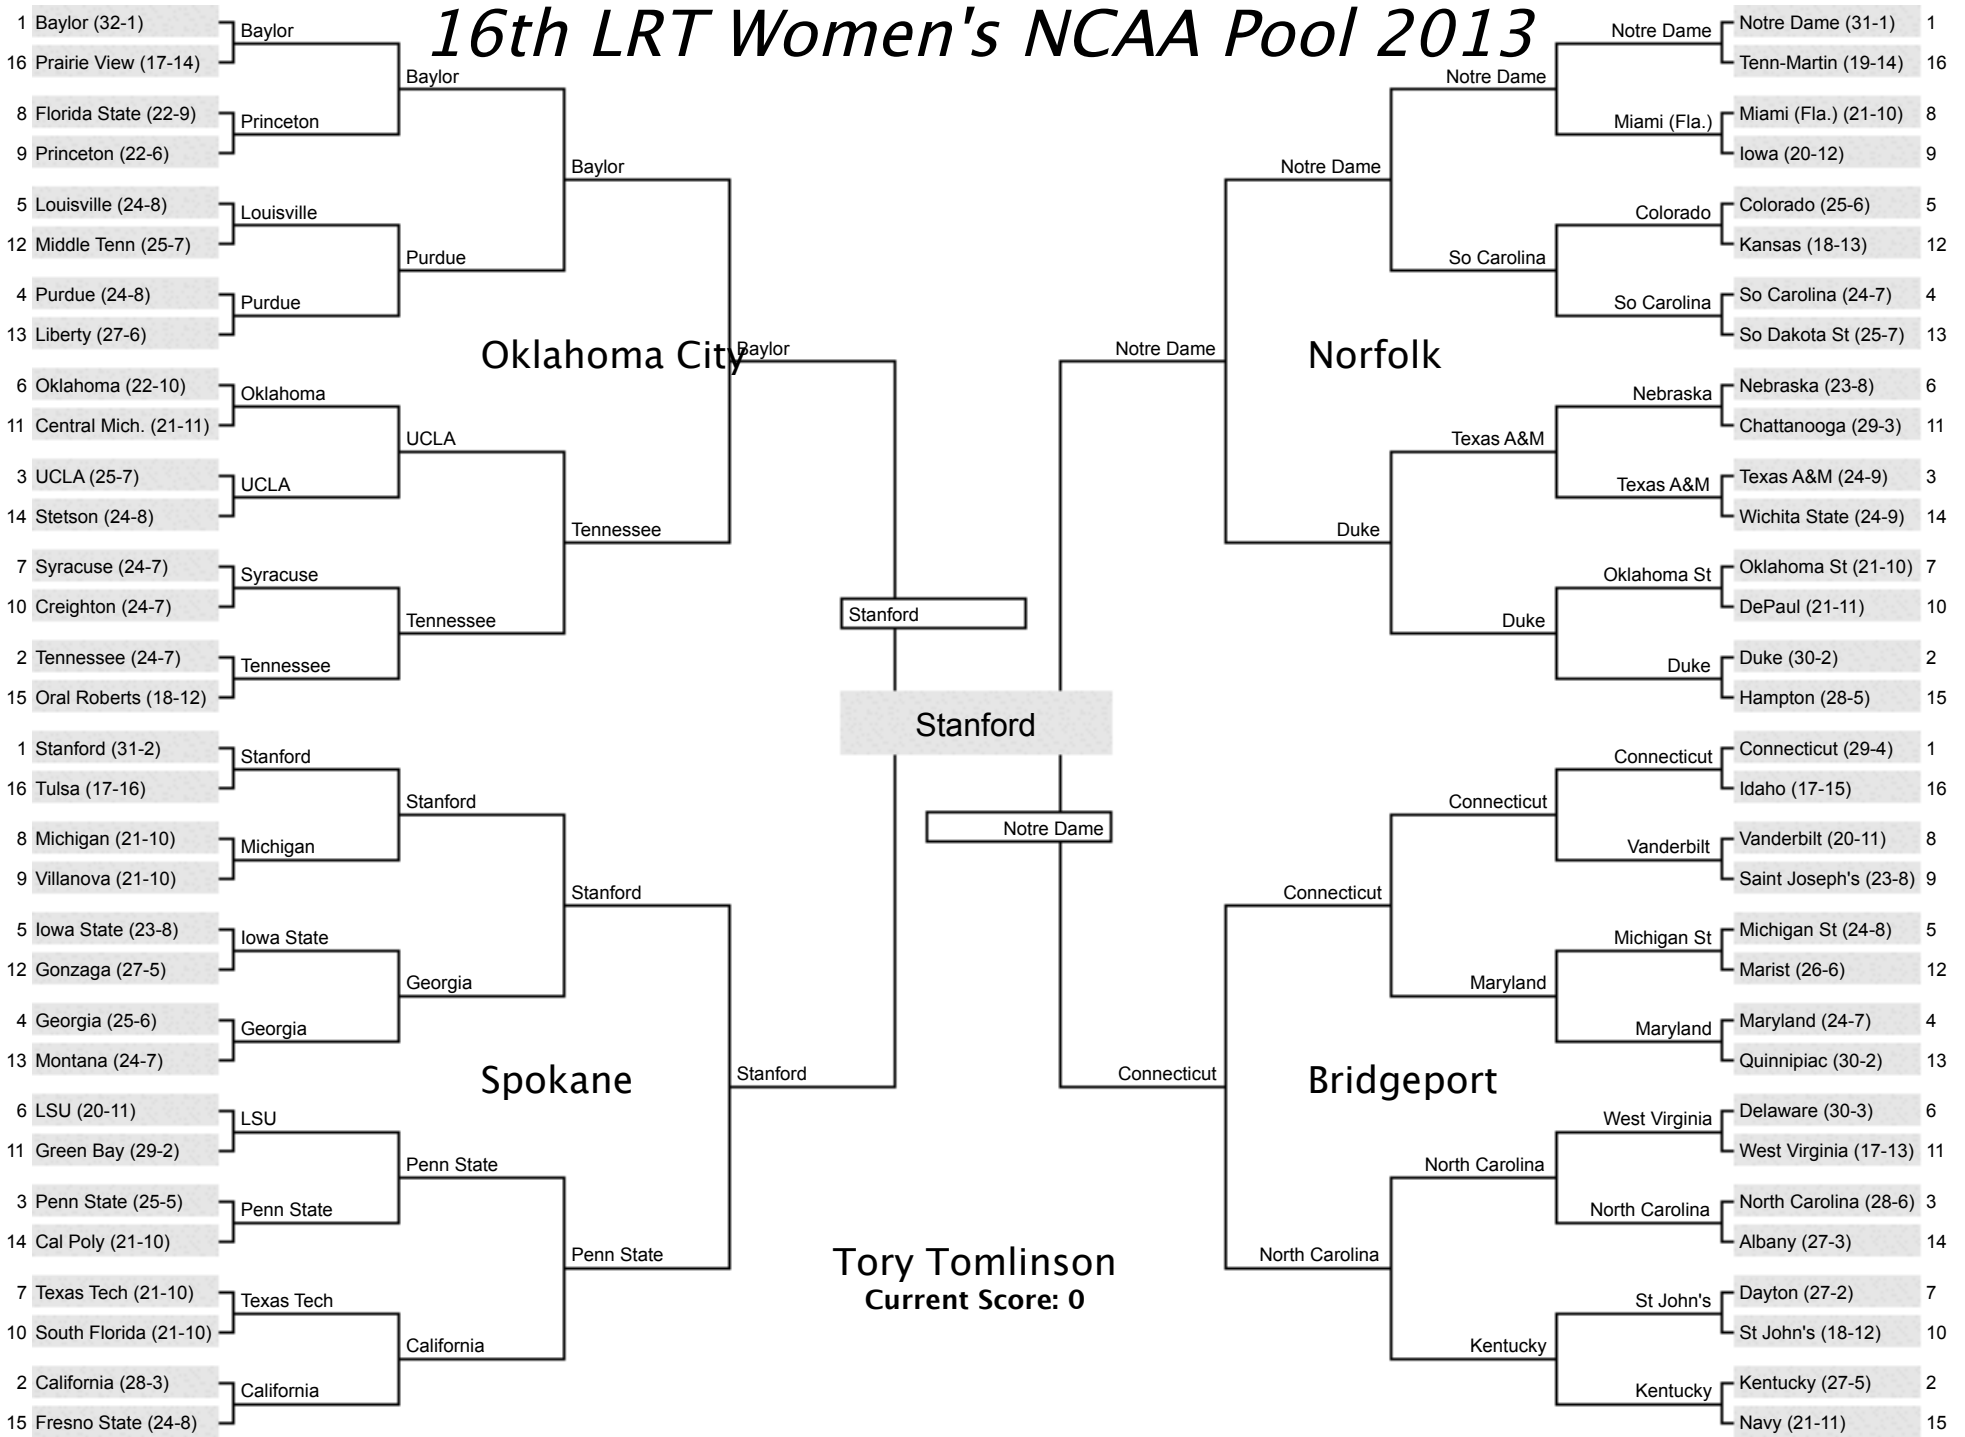 16th LRT Women's NCAA Pool 2013
1 Baylor (32-1)
16 Prairie View (17-14)
8 Florida State (22-9)
9 Princeton (22-6)
5 Louisville (24-8)
12 Middle Tenn (25-7)
4 Purdue (24-8)
13 Liberty (27-6)
6 Oklahoma (22-10)
11 Central Mich. (21-11)
3 UCLA (25-7)
14 Stetson (24-8)
7 Syracuse (24-7)
10 Creighton (24-7)
2 Tennessee (24-7)
15 Oral Roberts (18-12)
1 Stanford (31-2)
16 Tulsa (17-16)
8 Michigan (21-10)
9 Villanova (21-10)
5 Iowa State (23-8)
12 Gonzaga (27-5)
4 Georgia (25-6)
13 Montana (24-7)
6 LSU (20-11)
11 Green Bay (29-2)
3 Penn State (25-5)
14 Cal Poly (21-10)
7 Texas Tech (21-10)
10 South Florida (21-10)
2 California (28-3)
15 Fresno State (24-8)
Baylor
Princeton
Louisville
Purdue
Oklahoma
UCLA
Syracuse
Tennessee
Stanford
Michigan
Iowa State
Georgia
LSU
Penn State
Texas Tech
California
Baylor
Purdue
UCLA
Tennessee
Stanford
Georgia
Penn State
California
Baylor
Tennessee
Stanford
Penn State
Oklahoma City
Spokane
Baylor
Stanford
Stanford
Stanford
Notre Dame
Tory Tomlinson
Current Score: 0
Notre Dame
Connecticut
Norfolk
Bridgeport
Notre Dame
Duke
Connecticut
North Carolina
Notre Dame
So Carolina
Texas A&M
Duke
Connecticut
Maryland
North Carolina
Kentucky
Notre Dame
Miami (Fla.)
Colorado
So Carolina
Nebraska
Texas A&M
Oklahoma St
Duke
Connecticut
Vanderbilt
Michigan St
Maryland
West Virginia
North Carolina
St John's
Kentucky
Notre Dame (31-1) 1
Tenn-Martin (19-14) 16
Miami (Fla.) (21-10) 8
Iowa (20-12) 9
Colorado (25-6) 5
Kansas (18-13) 12
So Carolina (24-7) 4
So Dakota St (25-7) 13
Nebraska (23-8) 6
Chattanooga (29-3) 11
Texas A&M (24-9) 3
Wichita State (24-9) 14
Oklahoma St (21-10) 7
DePaul (21-11) 10
Duke (30-2) 2
Hampton (28-5) 15
Connecticut (29-4) 1
Idaho (17-15) 16
Vanderbilt (20-11) 8
Saint Joseph's (23-8) 9
Michigan St (24-8) 5
Marist (26-6) 12
Maryland (24-7) 4
Quinnipiac (30-2) 13
Delaware (30-3) 6
West Virginia (17-13) 11
North Carolina (28-6) 3
Albany (27-3) 14
Dayton (27-2) 7
St John's (18-12) 10
Kentucky (27-5) 2
Navy (21-11) 15